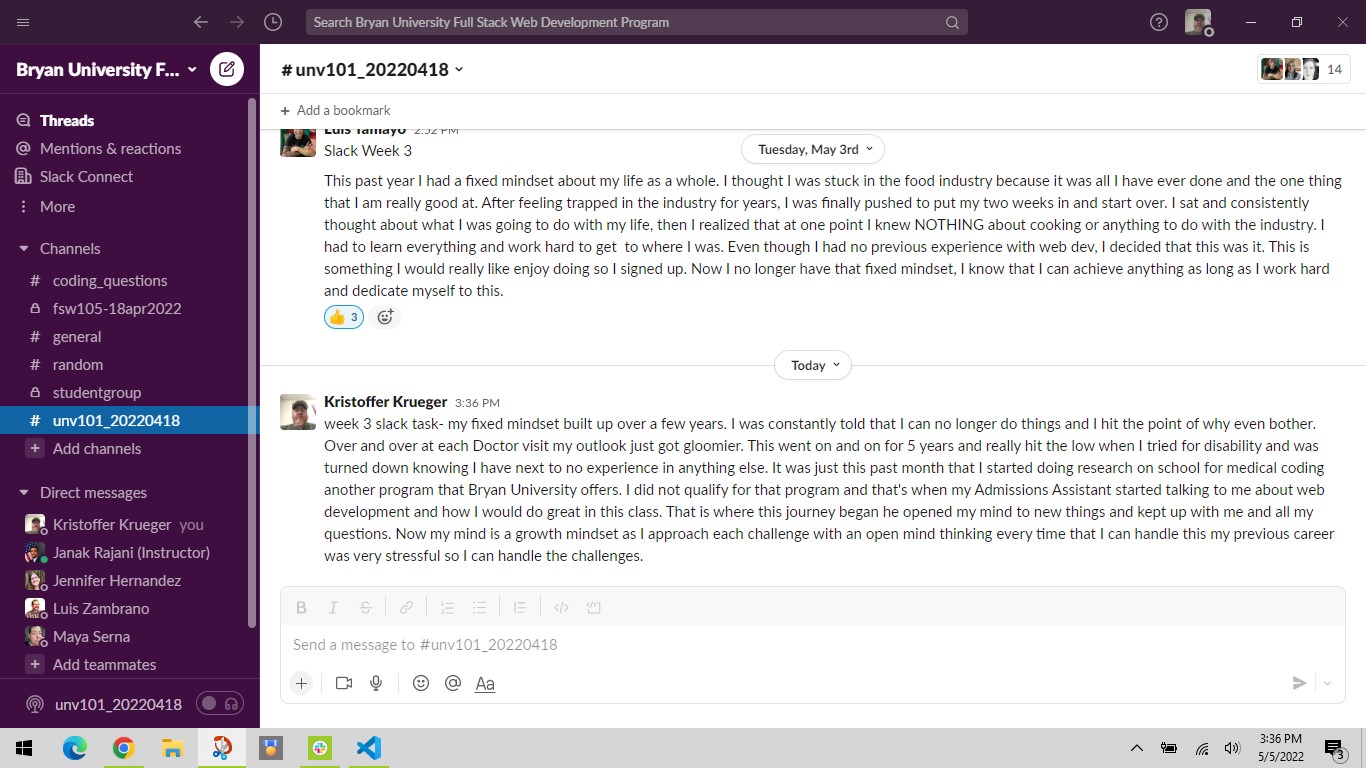 Search Bryan University Full Stack Web Development Program
Bryan University F...
Threads
Mentions & reactions
Slack Connect
More
Channels
# coding_questions
fsw105-18apr2022
# general
# random
studentgroup
# unv101_20220418
+ Add channels
Direct messages
Kristoffer Krueger you
Janak Rajani (Instructor)
Jennifer Hernandez
Luis Zambrano
Maya Serna
+ Add teammates
unv101_20220418
# unv101_20220418
14
+ Add a bookmark
Luis Tamayo 2:52 PM
Slack Week 3
Tuesday, May 3rd
This past year I had a fixed mindset about my life as a whole. I thought I was stuck in the food industry because it was all I have ever done and the one thing
that I am really good at. After feeling trapped in the industry for years, I was finally pushed to put my two weeks in and start over. I sat and consistently
thought about what I was going to do with my life, then I realized that at one point I knew NOTHING about cooking or anything to do with the industry. I
had to learn everything and work hard to get  to where I was. Even though I had no previous experience with web dev, I decided that this was it. This is
something I would really like enjoy doing so I signed up. Now I no longer have that fixed mindset, I know that I can achieve anything as long as I work hard
and dedicate myself to this.
👍 3
Today
Kristoffer Krueger 3:36 PM
week 3 slack task- my fixed mindset built up over a few years. I was constantly told that I can no longer do things and I hit the point of why even bother.
Over and over at each Doctor visit my outlook just got gloomier. This went on and on for 5 years and really hit the low when I tried for disability and was
turned down knowing I have next to no experience in anything else. It was just this past month that I started doing research on school for medical coding
another program that Bryan University offers. I did not qualify for that program and that's when my Admissions Assistant started talking to me about web
development and how I would do great in this class. That is where this journey began he opened my mind to new things and kept up with me and all my
questions. Now my mind is a growth mindset as I approach each challenge with an open mind thinking every time that I can handle this my previous career
was very stressful so I can handle the challenges.
B I S
Send a message to #unv101_20220418
+ @ Aa
3:36 PM
5/5/2022
3